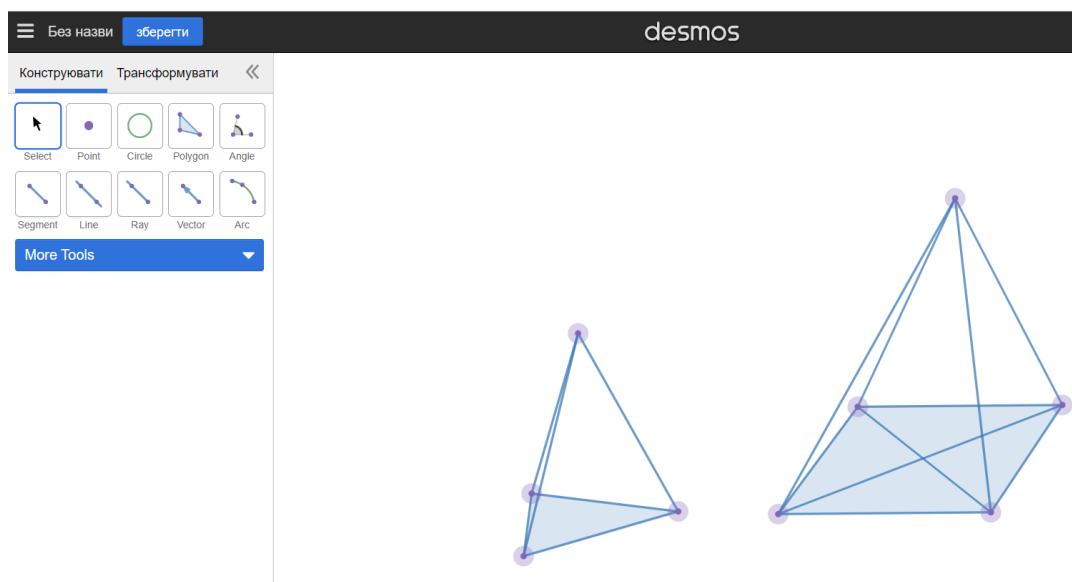 Без назви зберегти desmos
Конструювати Трансформувати
Select Point Circle Polygon Angle
Segment Line Ray Vector Arc
More Tools